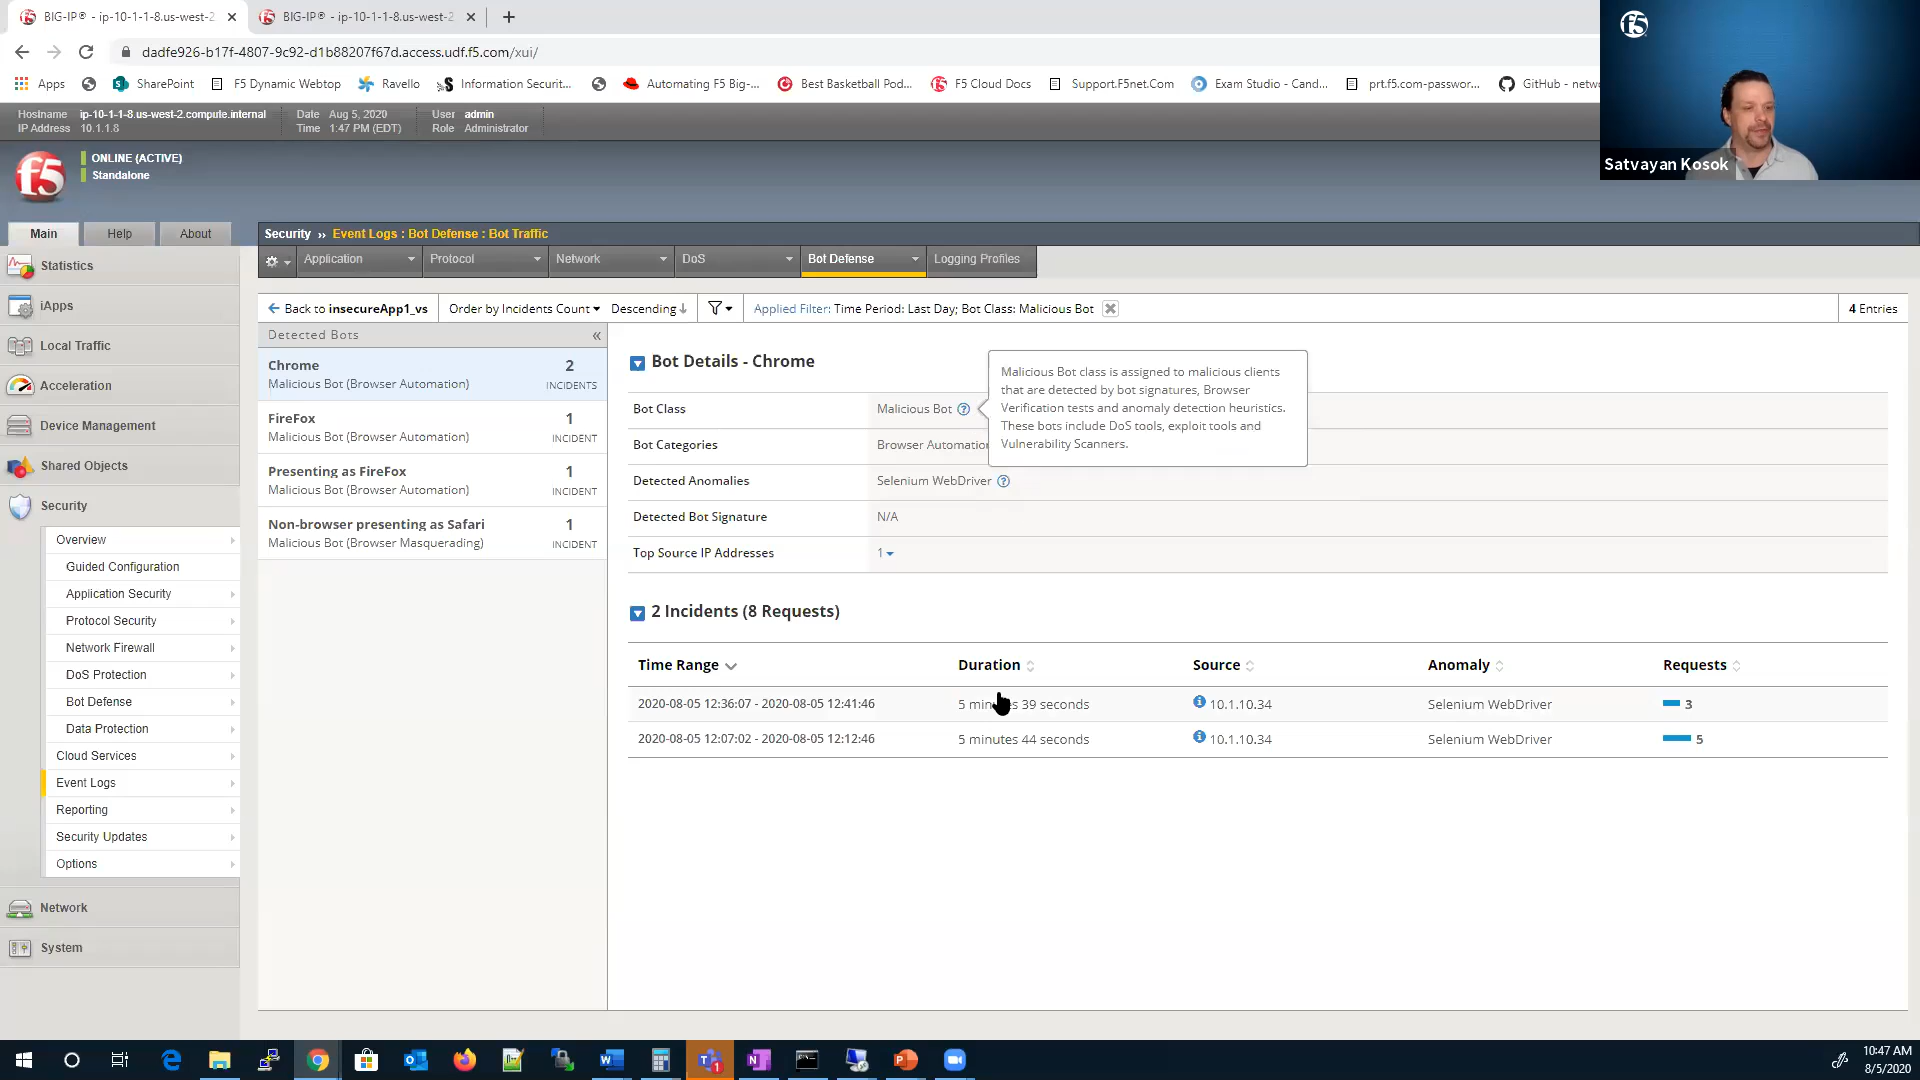 BIG-IP® - ip-10-1-1-8.us-west-2
BIG-IP® - ip-10-1-1-8.us-west-2
dadfe926-b17f-4807-9c92-d1b88207f67d.access.udf.f5.com/xui/
Apps
SharePoint
F5 Dynamic Webtop
Ravello
Information Securit...
Automating F5 Big-...
Best Basketball Pod...
F5 Cloud Docs
Support.F5net.Com
Exam Studio - Cand...
prt.f5.com-passwor...
GitHub - netw
f5
Satvayan Kosok
Hostname ip-10-1-1-8.us-west-2.compute.internal
IP Address 10.1.1.8
Date Aug 5, 2020
Time 1:47 PM (EDT)
User admin
Role Administrator
f5
ONLINE (ACTIVE)
Standalone
Main
Help
About
Security » Event Logs : Bot Defense : Bot Traffic
Application
Protocol
Network
DoS
Bot Defense
Logging Profiles
Statistics
iApps
Local Traffic
Acceleration
Device Management
Shared Objects
Security
Overview
Guided Configuration
Application Security
Protocol Security
Network Firewall
DoS Protection
Bot Defense
Data Protection
Cloud Services
Event Logs
Reporting
Security Updates
Options
Network
System
Back to insecureApp1_vs
Order by Incidents Count
Descending
Applied Filter: Time Period: Last Day; Bot Class: Malicious Bot
4 Entries
Detected Bots
Chrome 2
Malicious Bot (Browser Automation) INCIDENTS
FireFox 1
Malicious Bot (Browser Automation) INCIDENT
Presenting as FireFox 1
Malicious Bot (Browser Automation) INCIDENT
Non-browser presenting as Safari 1
Malicious Bot (Browser Masquerading) INCIDENT
Bot Details - Chrome
Bot Class Malicious Bot
Bot Categories Browser Automation
Detected Anomalies Selenium WebDriver
Detected Bot Signature N/A
Top Source IP Addresses 1
Malicious Bot class is assigned to malicious clients
that are detected by bot signatures, Browser
Verification tests and anomaly detection heuristics.
These bots include DoS tools, exploit tools and
Vulnerability Scanners.
2 Incidents (8 Requests)
Time Range Duration Source Anomaly Requests
2020-08-05 12:36:07 - 2020-08-05 12:41:46 5 min s 39 seconds 10.1.10.34 Selenium WebDriver 3
2020-08-05 12:07:02 - 2020-08-05 12:12:46 5 minutes 44 seconds 10.1.10.34 Selenium WebDriver 5
10:47 AM
8/5/2020